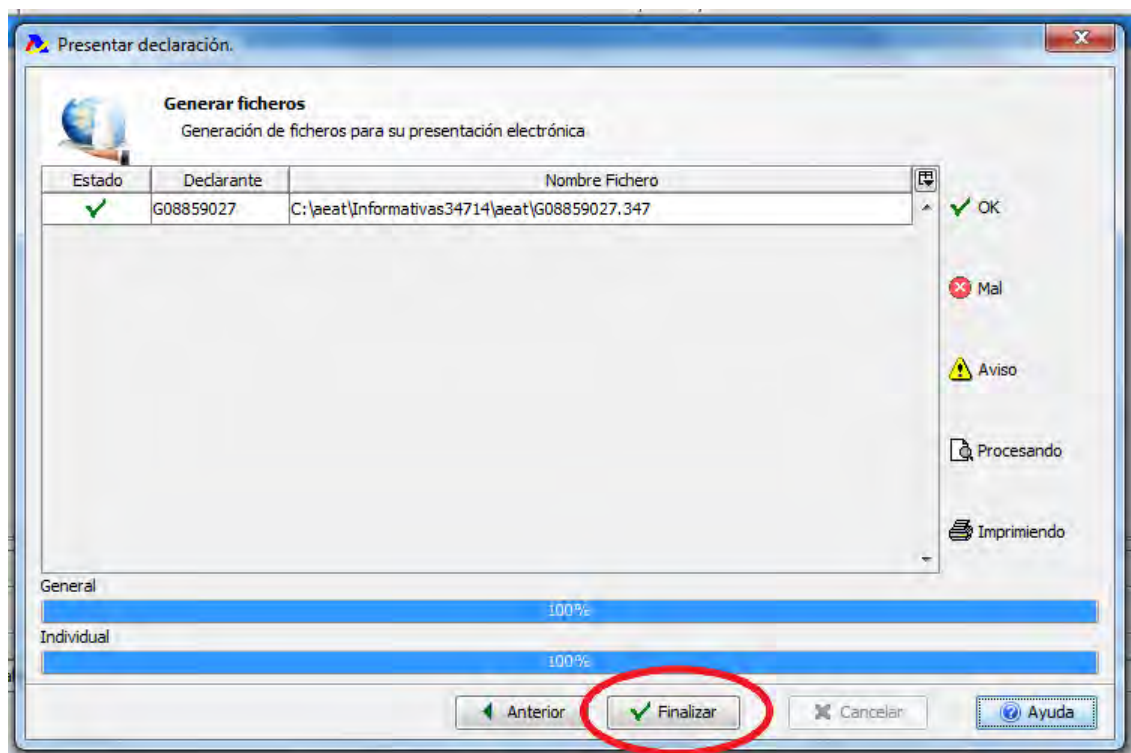 Presentar declaración.
Generar ficheros
Generación de ficheros para su presentación electrónica
Estado Declarante Nombre Fichero
G08859027 C:\aeat\Informativas34714\aeat\G08859027.347
OK
Mal
Aviso
Procesando
Imprimiendo
General
100%
Individual
100%
Anterior Finalizar Cancelar Ayuda